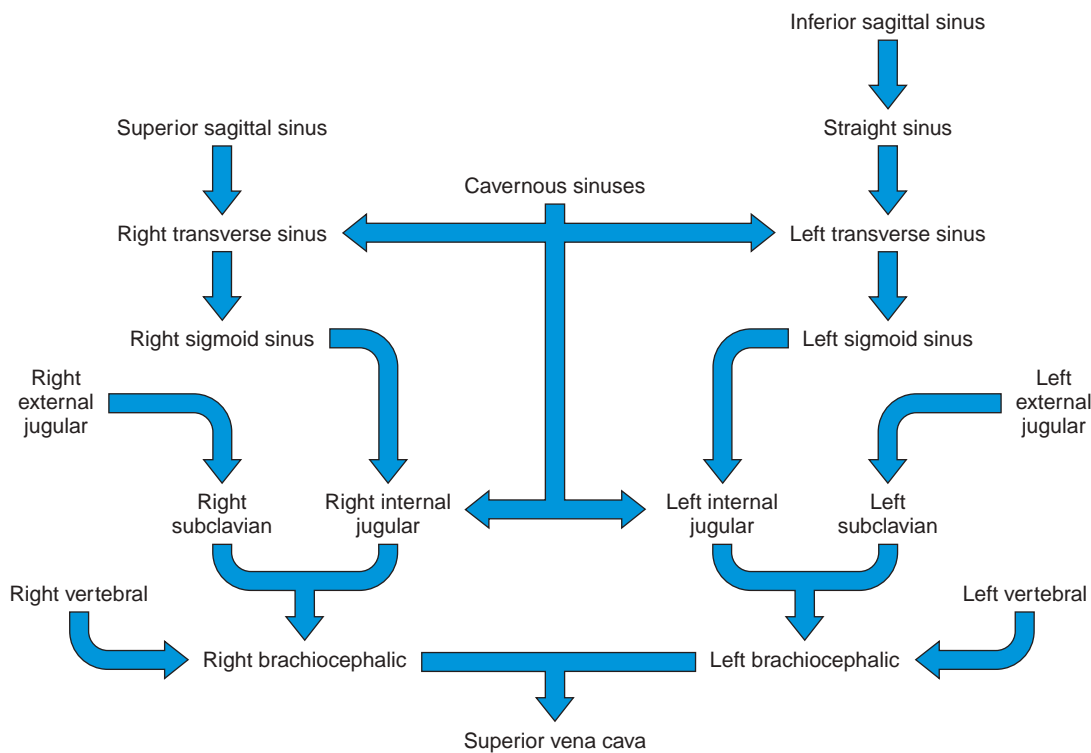 Inferior sagittal sinus
Superior sagittal sinus
Straight sinus
Cavernous sinuses
Right transverse sinus
Left transverse sinus
Right sigmoid sinus
Left sigmoid sinus
Right
external
jugular
Left
external
jugular
Right
subclavian
Right internal
jugular
Left internal
jugular
Left
subclavian
Right vertebral
Left vertebral
Right brachiocephalic
Left brachiocephalic
Superior vena cava